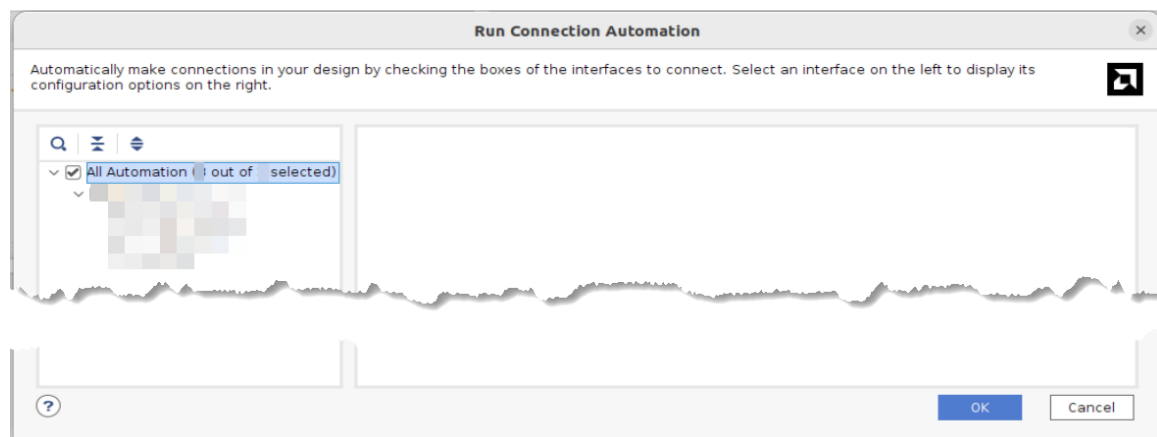 Run Connection Automation
Automatically make connections in your design by checking the boxes of the interfaces to connect. Select an interface on the left to display its
configuration options on the right.
All Automation ( out of selected)
?
OK
Cancel